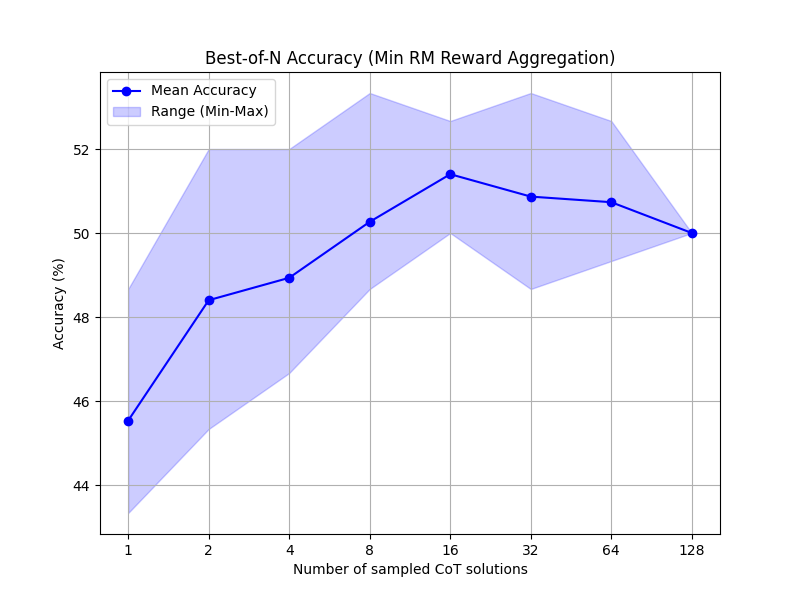 Best-of-N Accuracy (Min RM Reward Aggregation)
Mean Accuracy
Range (Min-Max)
Accuracy (%)
52
50
48
46
44
1 2 4 8 16 32 64 128
Number of sampled CoT solutions